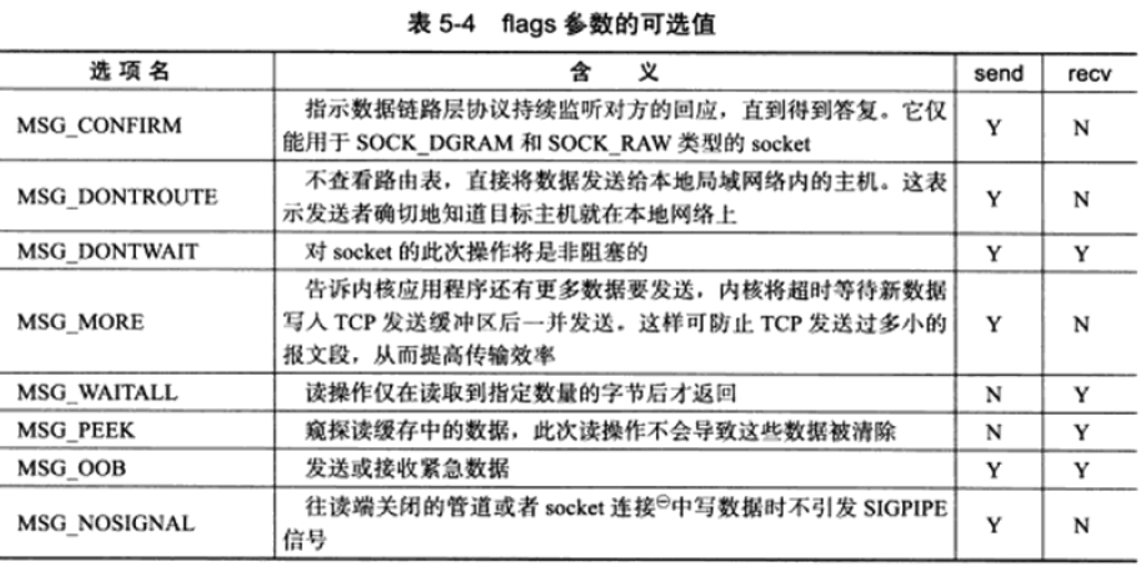 表 5-4 flags 参数的可选值
选项名 含义 send recv
MSG_CONFIRM 指示数据链路层协议持续监听对方的回应，直到得到答复。它仅
能用于 SOCK_DGRAM 和 SOCK_RAW 类型的 socket Y N
MSG_DONTROUTE 不查看路由表，直接将数据发送给本地局域网络内的主机。这表
示发送者确切地知道目标主机就在本地网络上 Y N
MSG_DONTWAIT 对 socket 的此次操作将是非阻塞的 Y Y
告诉内核应用程序还有更多数据要发送，内核将超时等待新数据
MSG_MORE 写入 TCP 发送缓冲区后一并发送。这样可防止 TCP 发送过多小的 Y N
报文段，从而提高传输效率
MSG_WAITALL 读操作仅在读取到指定数量的字节后才返回 N Y
MSG_PEEK 窥探读缓存中的数据，此次读操作不会导致这些数据被清除 N Y
MSG_OOB 发送或接收紧急数据 Y Y
MSG_NOSIGNAL 往读端关闭的管道或者 socket 连接㊀中写数据时不引发 SIGPIPE
信号 Y N